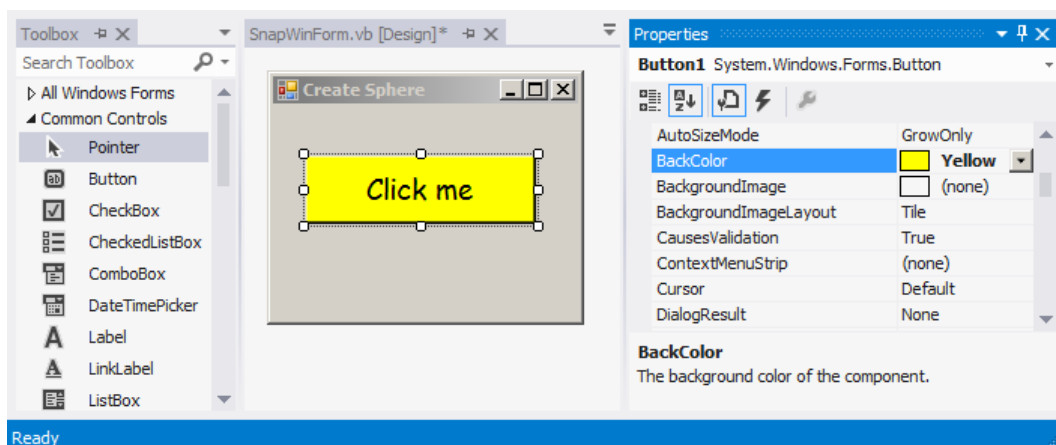 Toolbox
Search Toolbox
All Windows Forms
Common Controls
Pointer
Button
CheckBox
CheckedListBox
ComboBox
DateTimePicker
Label
LinkLabel
ListBox
SnapWinForm.vb [Design]*
Create Sphere
Click me
Properties
Button1 System.Windows.Forms.Button
AutoSizeMode GrowOnly
BackColor Yellow
BackgroundImage (none)
BackgroundImageLayout Tile
CausesValidation True
ContextMenuStrip (none)
Cursor Default
DialogResult None
BackColor
The background color of the component.
Ready